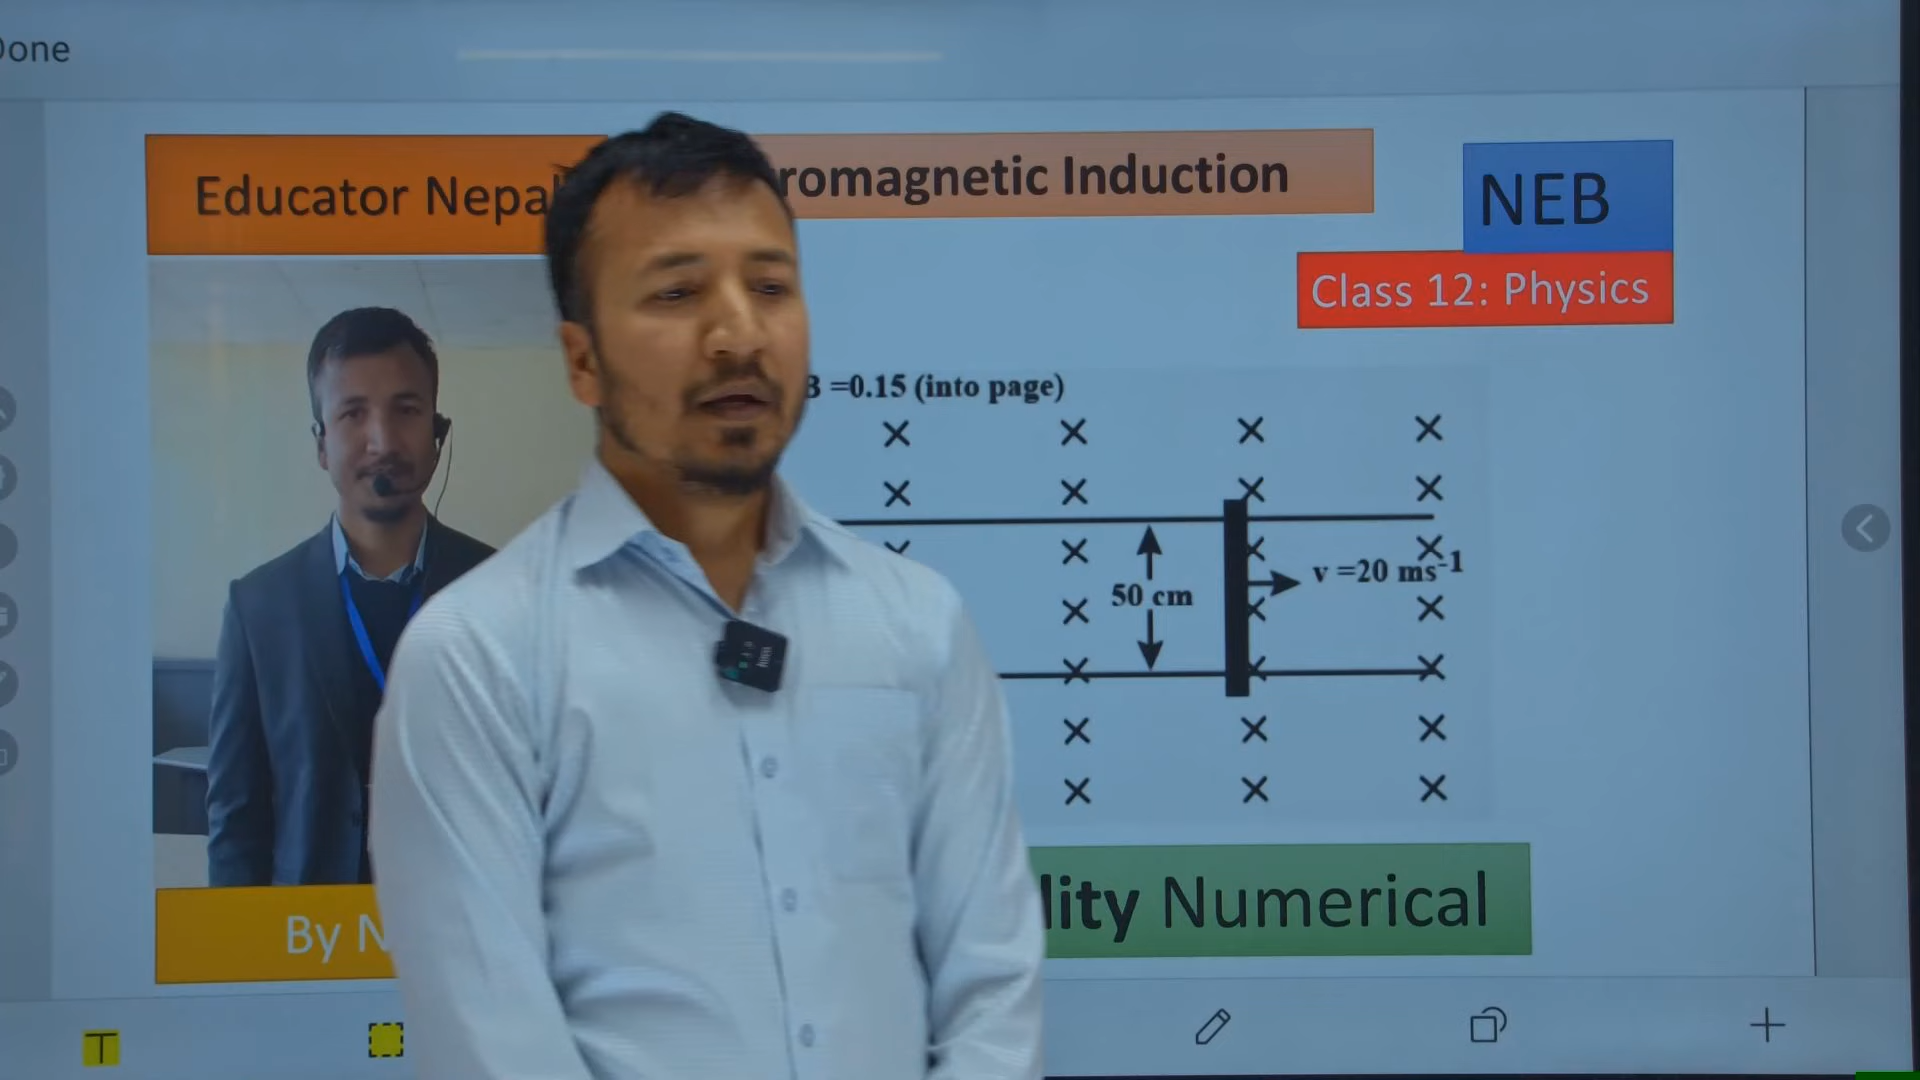 Done
Educator Nepal
romagnetic Induction
NEB
Class 12: Physics
B =0.15 (into page)
50 cm
v =20 ms-1
By N
lity Numerical
T